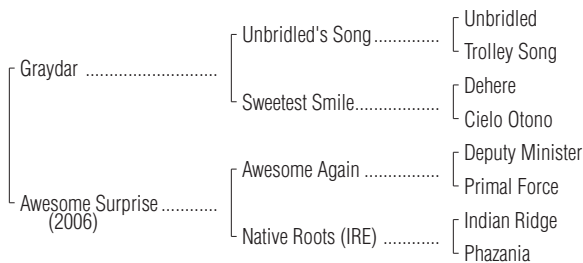 Unbridled
Unbridled's Song ..............
Trolley Song
Graydar ............................
Dehere
Sweetest Smile ..................
Cielo Otono
Deputy Minister
Awesome Again ................
Primal Force
Awesome Surprise ............
(2006)
Indian Ridge
Native Roots (IRE) ............
Phazania